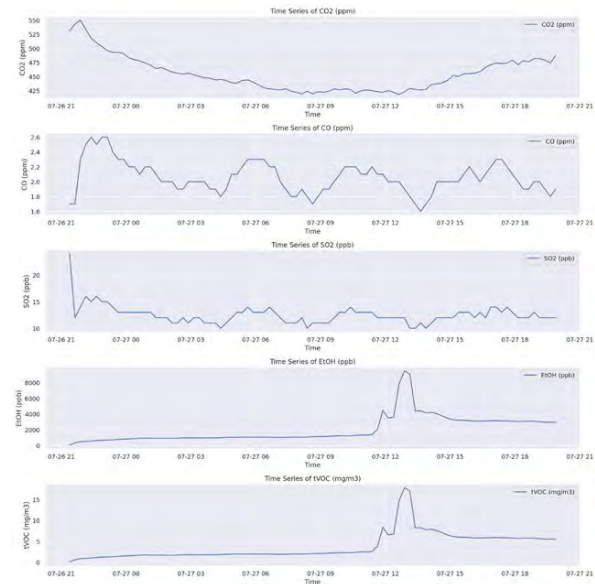 Time Series of CO2 (ppm)
CO2 (ppm)
CO2 (ppm)
550
525
500
475
450
425
07-26 21 07-27 00 07-27 03 07-27 06 07-27 09 07-27 12 07-27 15 07-27 18 07-27 21
Time
Time Series of CO (ppm)
CO (ppm)
CO (ppm)
2.6
2.4
2.2
2.0
1.8
1.6
07-26 21 07-27 00 07-27 03 07-27 06 07-27 09 07-27 12 07-27 15 07-27 18 07-27 21
Time
Time Series of SO2 (ppb)
SO2 (ppb)
SO2 (ppb)
20
15
10
07-26 21 07-27 00 07-27 03 07-27 06 07-27 09 07-27 12 07-27 15 07-27 18 07-27 21
Time
Time Series of EtOH (ppb)
EtOH (ppb)
EtOH (ppb)
8000
6000
4000
2000
0
07-26 21 07-27 00 07-27 03 07-27 06 07-27 09 07-27 12 07-27 15 07-27 18 07-27 21
Time
Time Series of tVOC (mg/m3)
tVOC (mg/m3)
tVOC (mg/m3)
15
10
5
0
07-26 21 07-27 00 07-27 03 07-27 06 07-27 09 07-27 12 07-27 15 07-27 18 07-27 21
Time